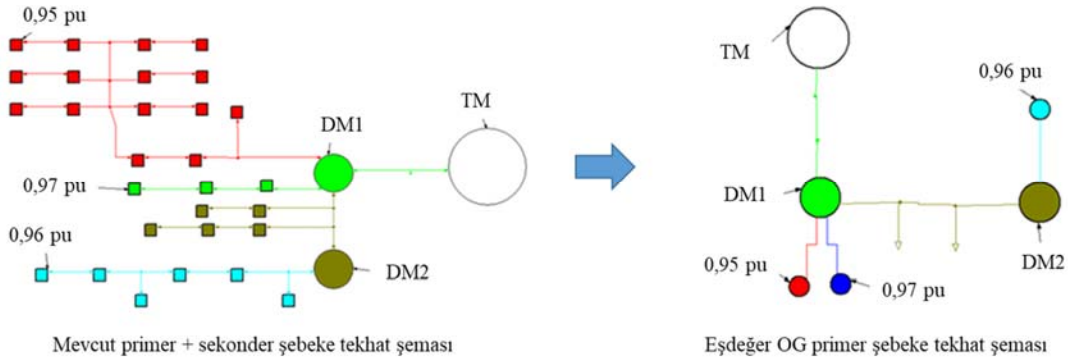 0,95 pu
TM
DM1
0,97 pu
0,96 pu
DM2
Mevcut primer + sekonder şebeke tekhat şeması
TM
0,96 pu
DM1
0,95 pu
0,97 pu
DM2
Eşdeğer OG primer şebeke tekhat şeması